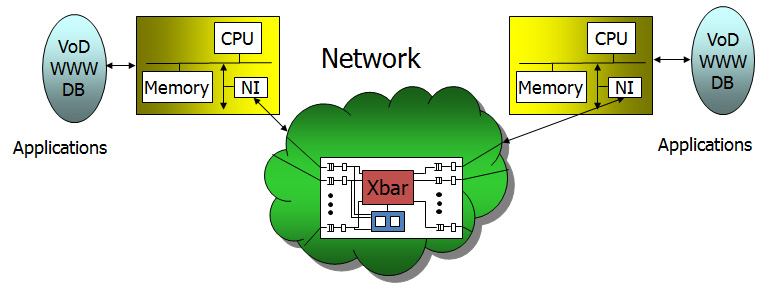 VoD
WWW
DB
Applications
CPU
Memory
NI
Network
Xbar
CPU
Memory
NI
VoD
WWW
DB
Applications